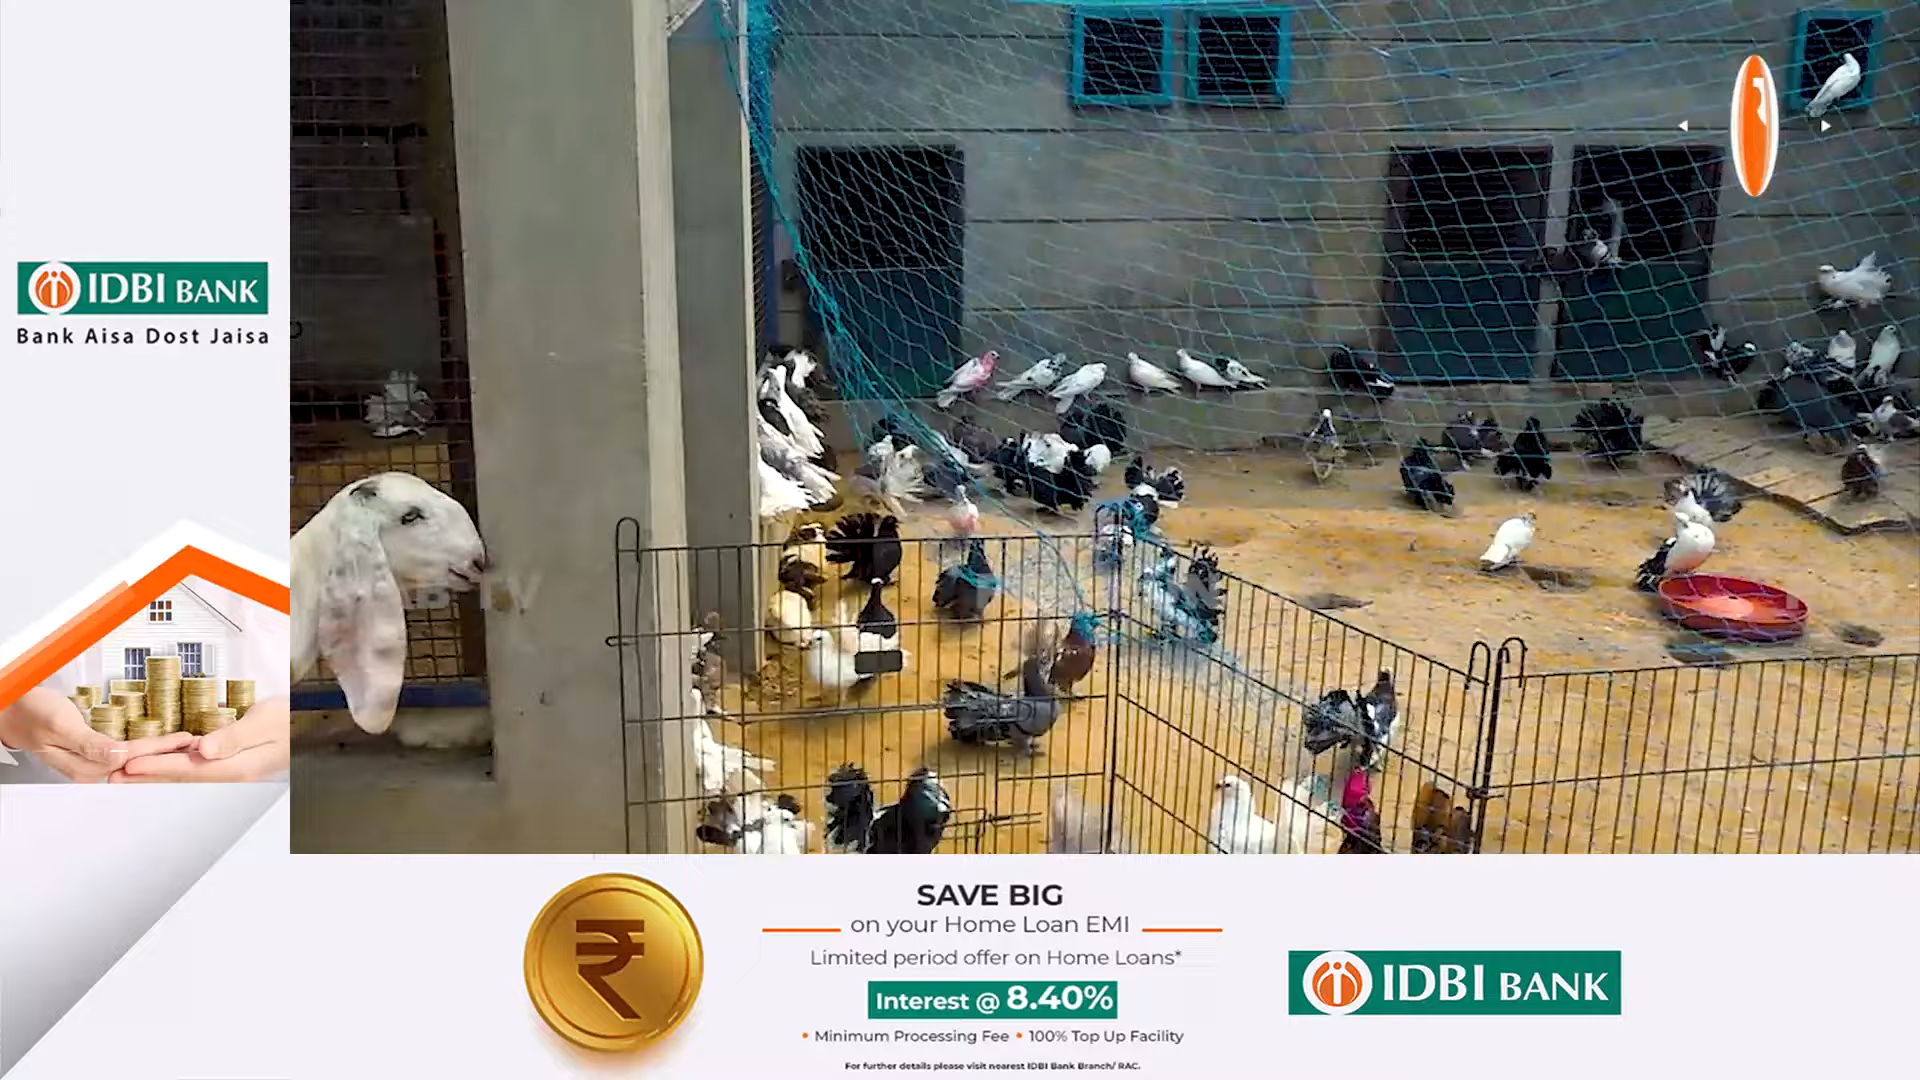 IDBI BANK
Bank Aisa Dost Jaisa
SAVE BIG
on your Home Loan EMI
Limited period offer on Home Loans*
Interest @ 8.40%
• Minimum Processing Fee • 100% Top Up Facility
For further details please visit nearest IDBI Bank Branch/ RAC.
₹
IDBI BANK